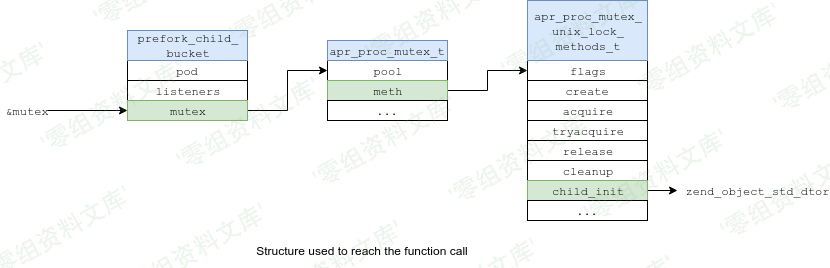 prefork_child_
bucket
pod
listeners
mutex
&mutex
apr_proc_mutex_t
pool
meth
...
apr_proc_mutex_
unix_lock_
methods_t
flags
create
acquire
tryacquire
release
cleanup
child_init
...
zend_object_std_dtor
Structure used to reach the function call
'零组资料文库'